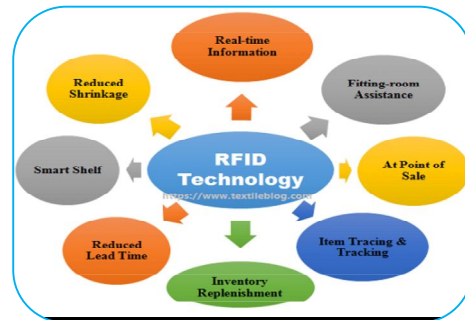 Real-time
Information
Reduced
Shrinkage
Fitting-room
Assistance
RFID
Technology
https://www.textileblog.com
Smart Shelf
At Point of
Sale
Reduced
Lead Time
Item Tracing &
Tracking
Inventory
Replenishment